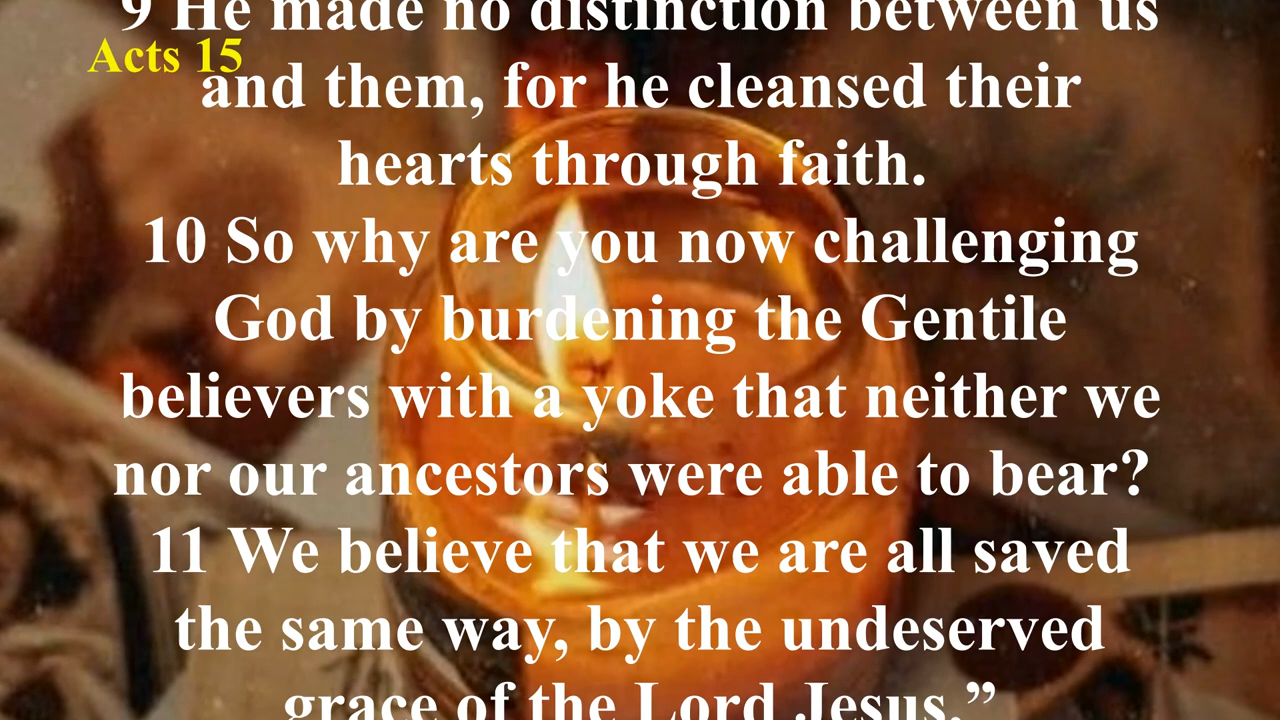 9 He made no distinction between us
Acts 15
and them, for he cleansed their
hearts through faith.
10 So why are you now challenging
God by burdening the Gentile
believers with a yoke that neither we
nor our ancestors were able to bear?
11 We believe that we are all saved
the same way, by the undeserved
grace of the Lord Jesus.”